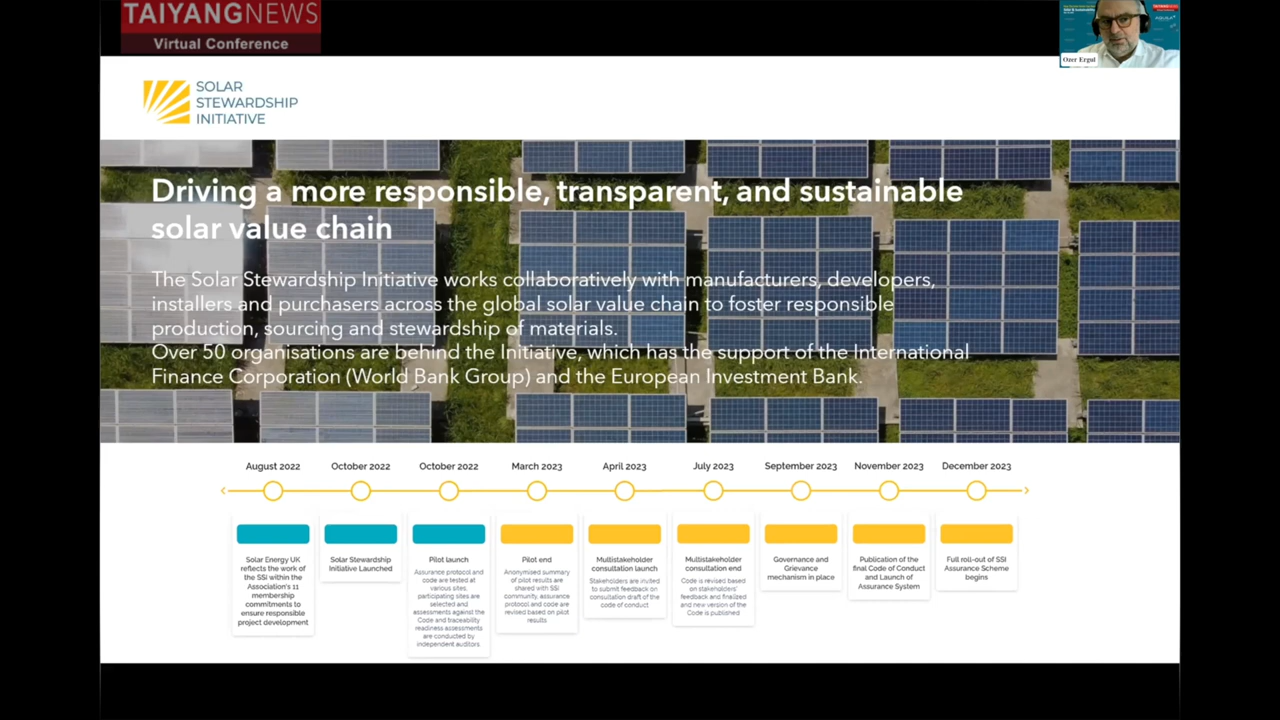 TAIYANGNEWS
Virtual Conference
TAIYANGNEWS
Ozer Ergul
SOLAR
STEWARDSHIP
INITIATIVE
Driving a more responsible, transparent, and sustainable
solar value chain
The Solar Stewardship Initiative works collaboratively with manufacturers, developers,
installers and purchasers across the global solar value chain to foster responsible
production, sourcing and stewardship of materials.
Over 50 organisations are behind the Initiative, which has the support of the International
Finance Corporation (World Bank Group) and the European Investment Bank.
August 2022
October 2022
October 2022
March 2023
April 2023
July 2023
September 2023
November 2023
December 2023
Solar Energy UK
reflects the work of
the SSI within the
Association's 11
membership
commitments to
ensure responsible
project development
Solar Stewardship
Initiative Launched
Pilot launch
Assurance protocol and
code are tested at
various sites,
participating sites are
selected and
assessments against the
Code and traceability
readiness assessments
are conducted by
independent auditors
Pilot end
Anonymised summary
of pilot results are
shared with SSI
community, assurance
protocol and code are
revised based on pilot
results
Multistakeholder
consultation launch
Stakeholders are invited
to submit feedback on
consultation draft of the
code of conduct
Multistakeholder
consultation end
Code is revised based
on stakeholders'
feedback and finalized
and new version of the
Code is published
Governance and
Grievance
mechanism in place
Publication of the
final Code of Conduct
and Launch of
Assurance System
Full roll-out of SSI
Assurance Scheme
begins